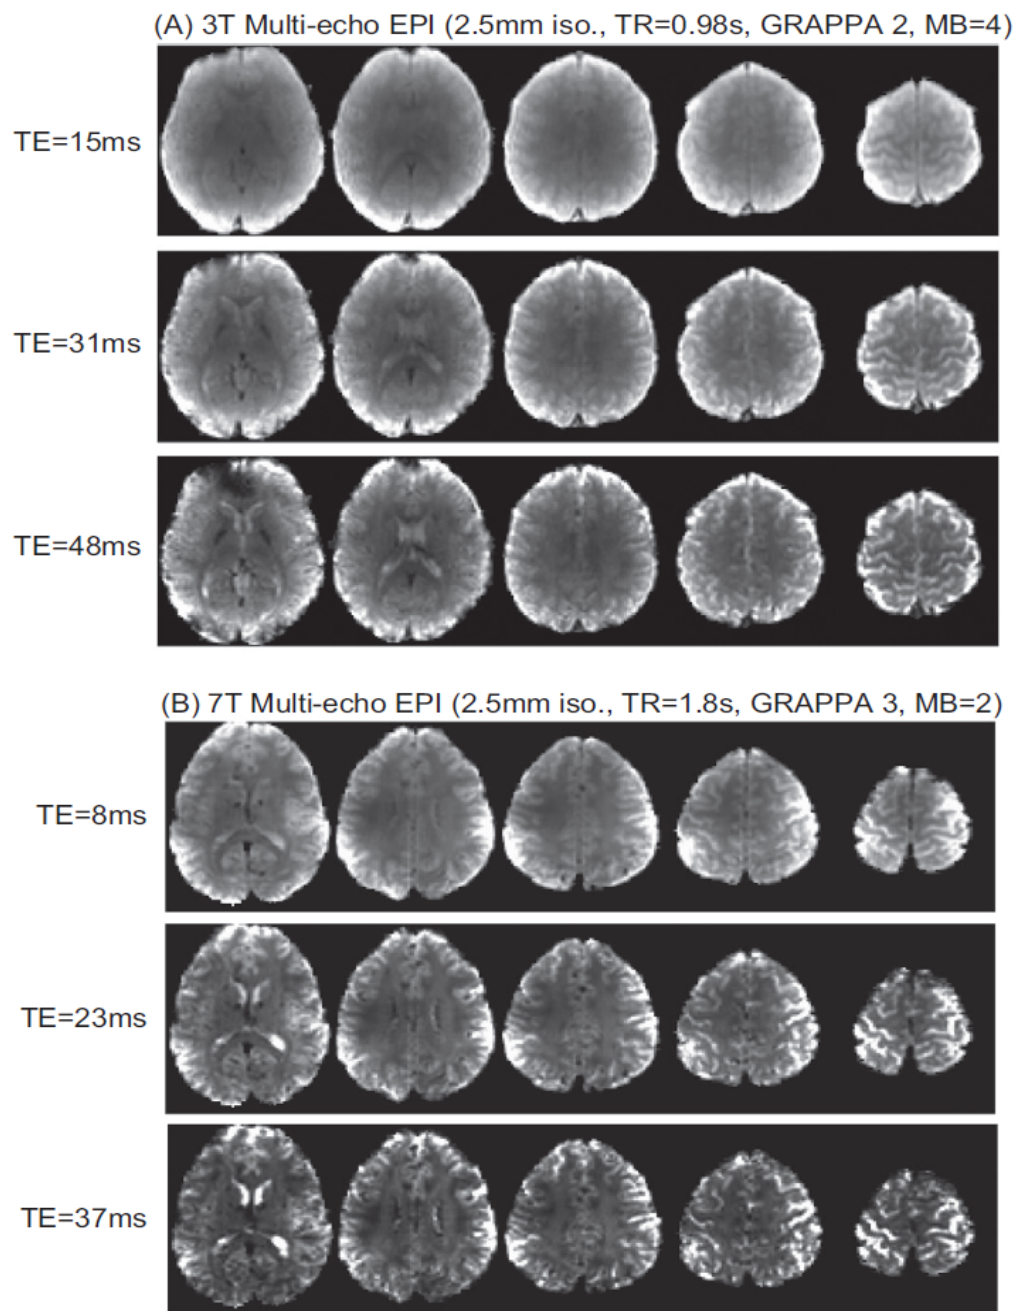 (A) 3T Multi-echo EPI (2.5mm iso., TR=0.98s, GRAPPA 2, MB=4)
TE=15ms
TE=31ms
TE=48ms
(B) 7T Multi-echo EPI (2.5mm iso., TR=1.8s, GRAPPA 3, MB=2)
TE=8ms
TE=23ms
TE=37ms